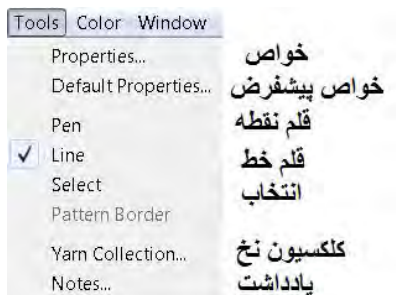 Tools Color Window
Properties... خواص
Default Properties... خواص پیشفرض
Pen قلم نقطه
Line قلم خط
Select انتخاب
Pattern Border
Yarn Collection... کلکسیون نخ
Notes... یادداشت